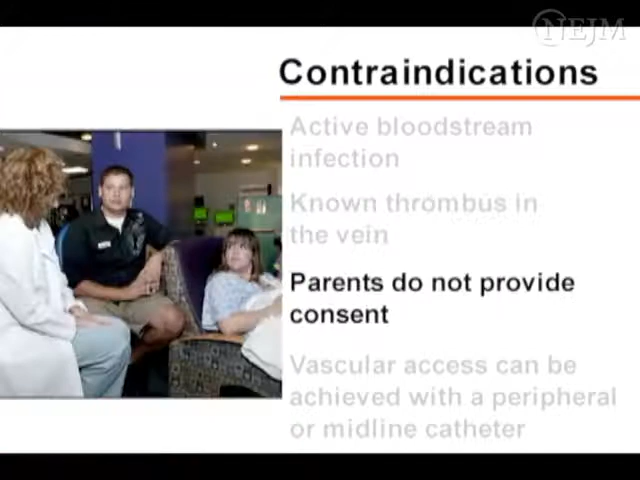 NEJM
Contraindications
Active bloodstream
infection
Known thrombus in
the vein
Parents do not provide
consent
Vascular access can be
achieved with a peripheral
or midline catheter